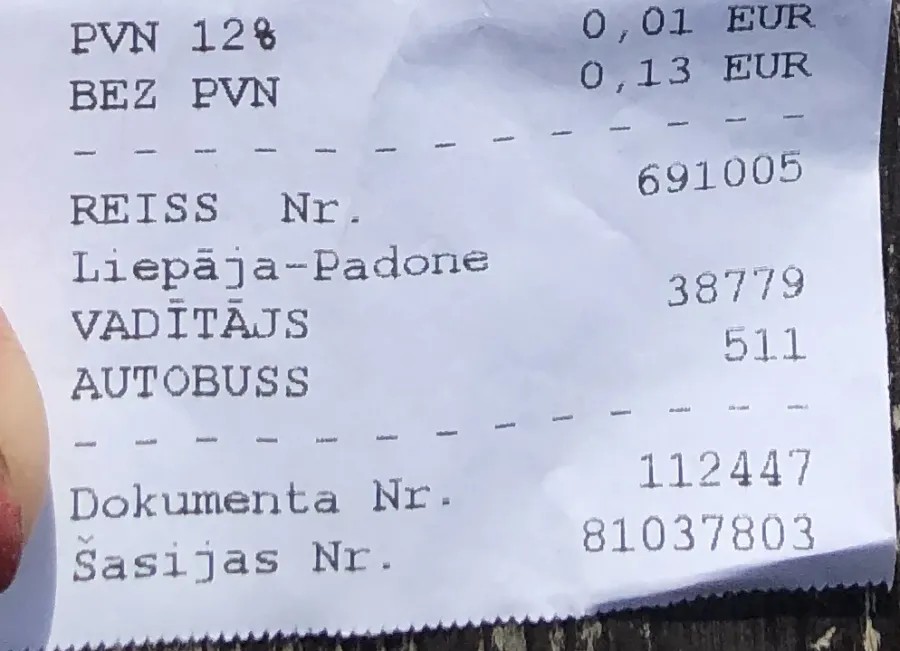 PVN 12% 0,01 EUR
BEZ PVN 0,13 EUR
- - - - - - - - - - - - -
REISS Nr. 691005
Liepāja-Padone
VADĪTĀJS 38779
AUTOBUSS 511
- - - - - - - - - - - - -
Dokumenta Nr. 112447
Šasijas Nr. 81037803